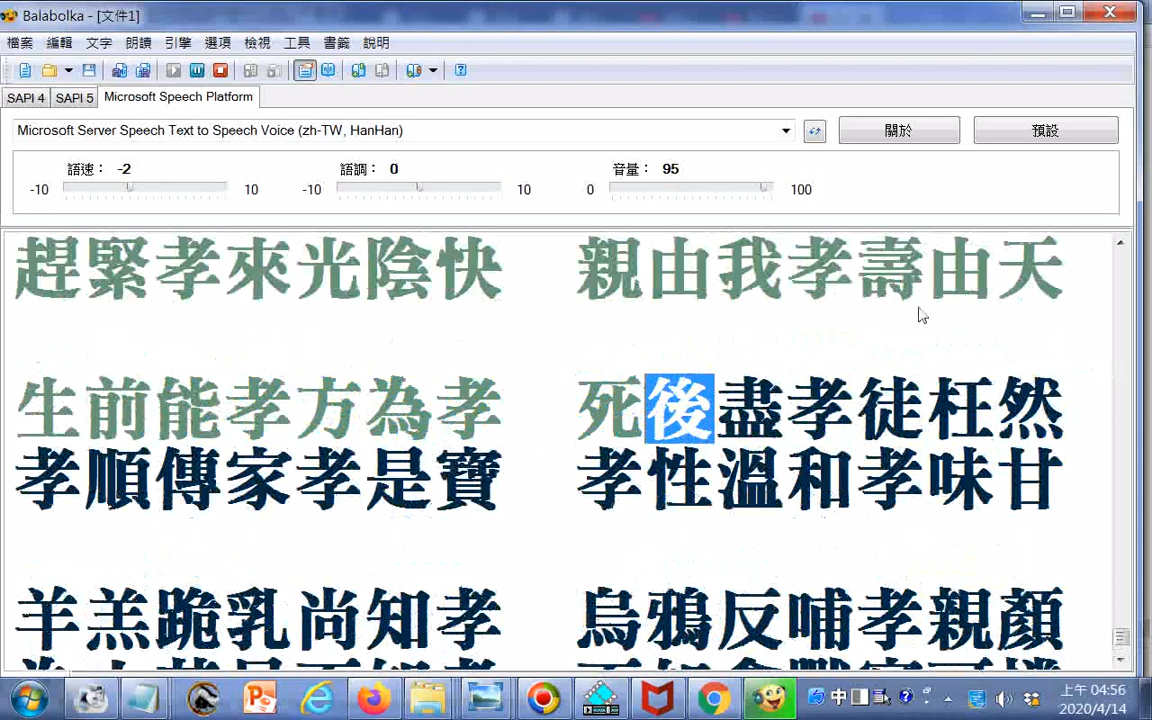 Balabolka - [文件1]
檔案 編輯 文字 朗讀 引擎 選項 檢視 工具 書籤 說明
SAPI 4 SAPI 5 Microsoft Speech Platform
Microsoft Server Speech Text to Speech Voice (zh-TW, HanHan) 關於 預設
語速： -2 語調： 0 音量： 95
-10 10 -10 10 0 100
趕緊孝來光陰快 親由我孝壽由天
生前能孝方為孝 死後盡孝徒枉然
孝順傳家孝是寶 孝性溫和孝味甘
羊羔跪乳尚知孝 烏鴉反哺孝親顏
中 上午 04:56
2020/4/14